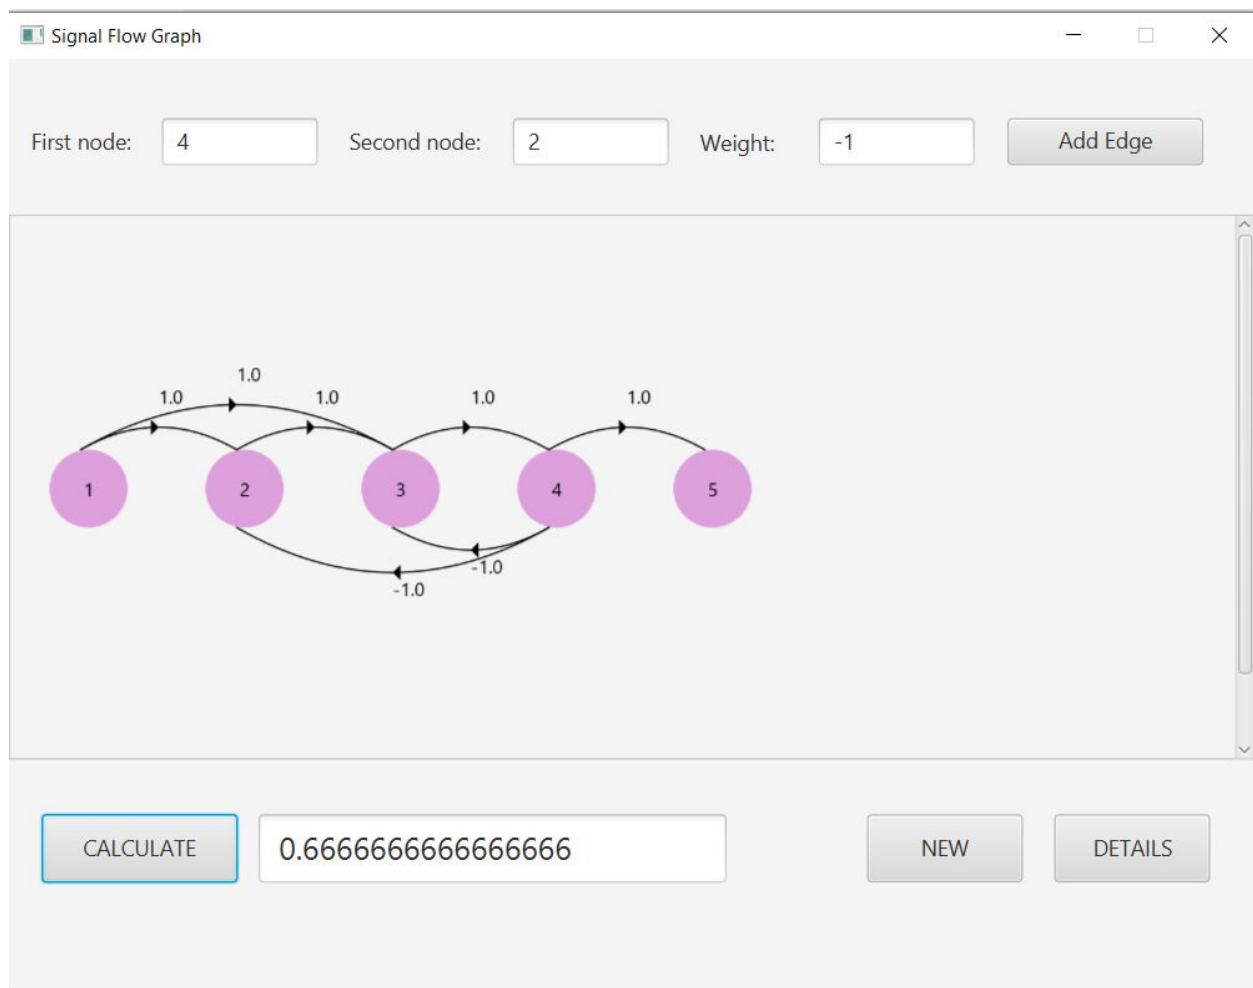 Signal Flow Graph
First node: 4 Second node: 2 Weight: -1 Add Edge
1.0
1.0 1.0 1.0 1.0
1 2 3 4 5
-1.0
-1.0
CALCULATE 0.6666666666666666 NEW DETAILS